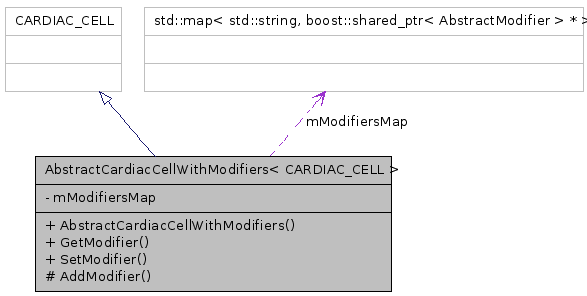 CARDIAC_CELL
std::map< std::string, boost::shared_ptr< AbstractModifier > * >
mModifiersMap
AbstractCardiacCellWithModifiers< CARDIAC_CELL >
- mModifiersMap
+ AbstractCardiacCellWithModifiers()
+ GetModifier()
+ SetModifier()
# AddModifier()